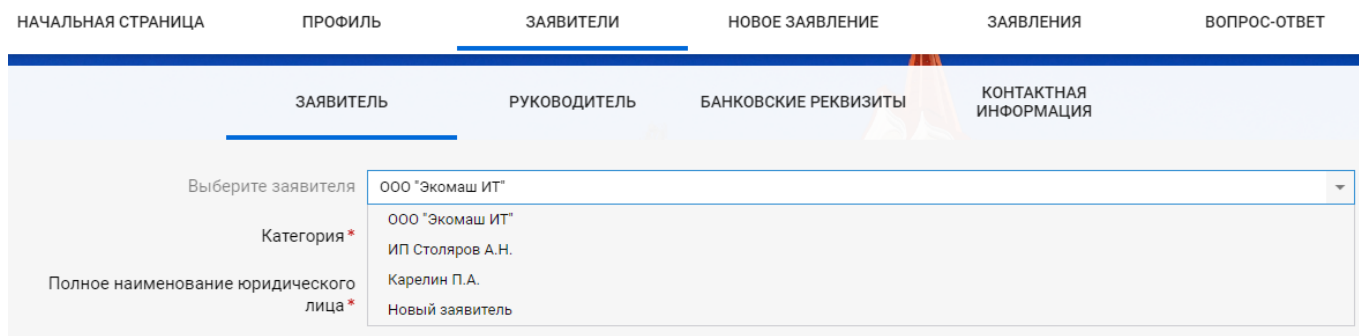 НАЧАЛЬНАЯ СТРАНИЦА ПРОФИЛЬ ЗАЯВИТЕЛИ НОВОЕ ЗАЯВЛЕНИЕ ЗАЯВЛЕНИЯ ВОПРОС-ОТВЕТ
ЗАЯВИТЕЛЬ РУКОВОДИТЕЛЬ БАНКОВСКИЕ РЕКВИЗИТЫ КОНТАКТНАЯ
ИНФОРМАЦИЯ
Выберите заявителя ООО "Экомаш ИТ"
ООО "Экомаш ИТ"
Категория*
ИП Столяров А.Н.
Полное наименование юридического Карелин П.А.
лица* Новый заявитель